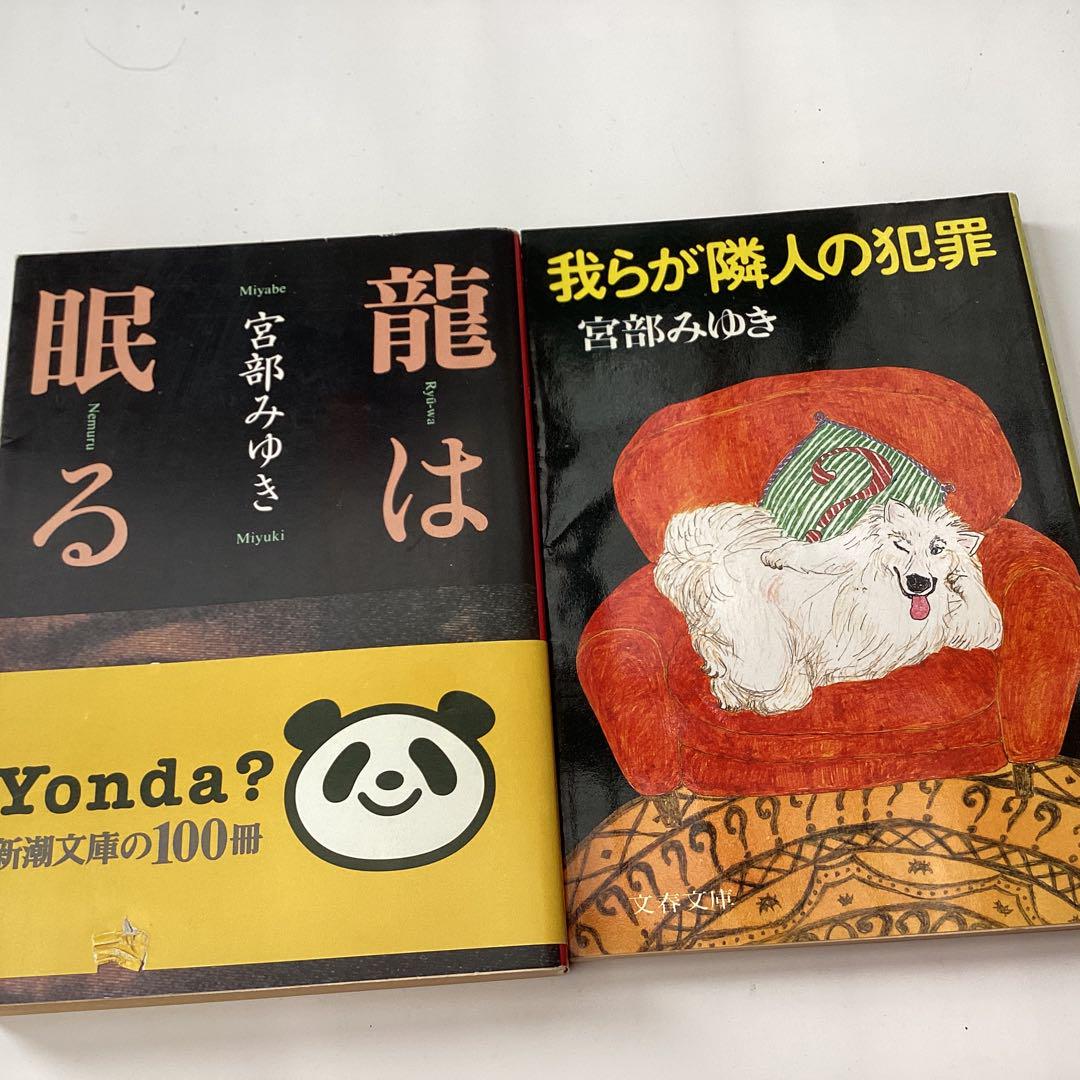 龍は
Ryū-wa
Miyabe
宮部みゆき
Miyuki
眠る
Nemuru
Yonda?
新潮文庫の100冊
我らが隣人の犯罪
宮部みゆき
?
文春文庫